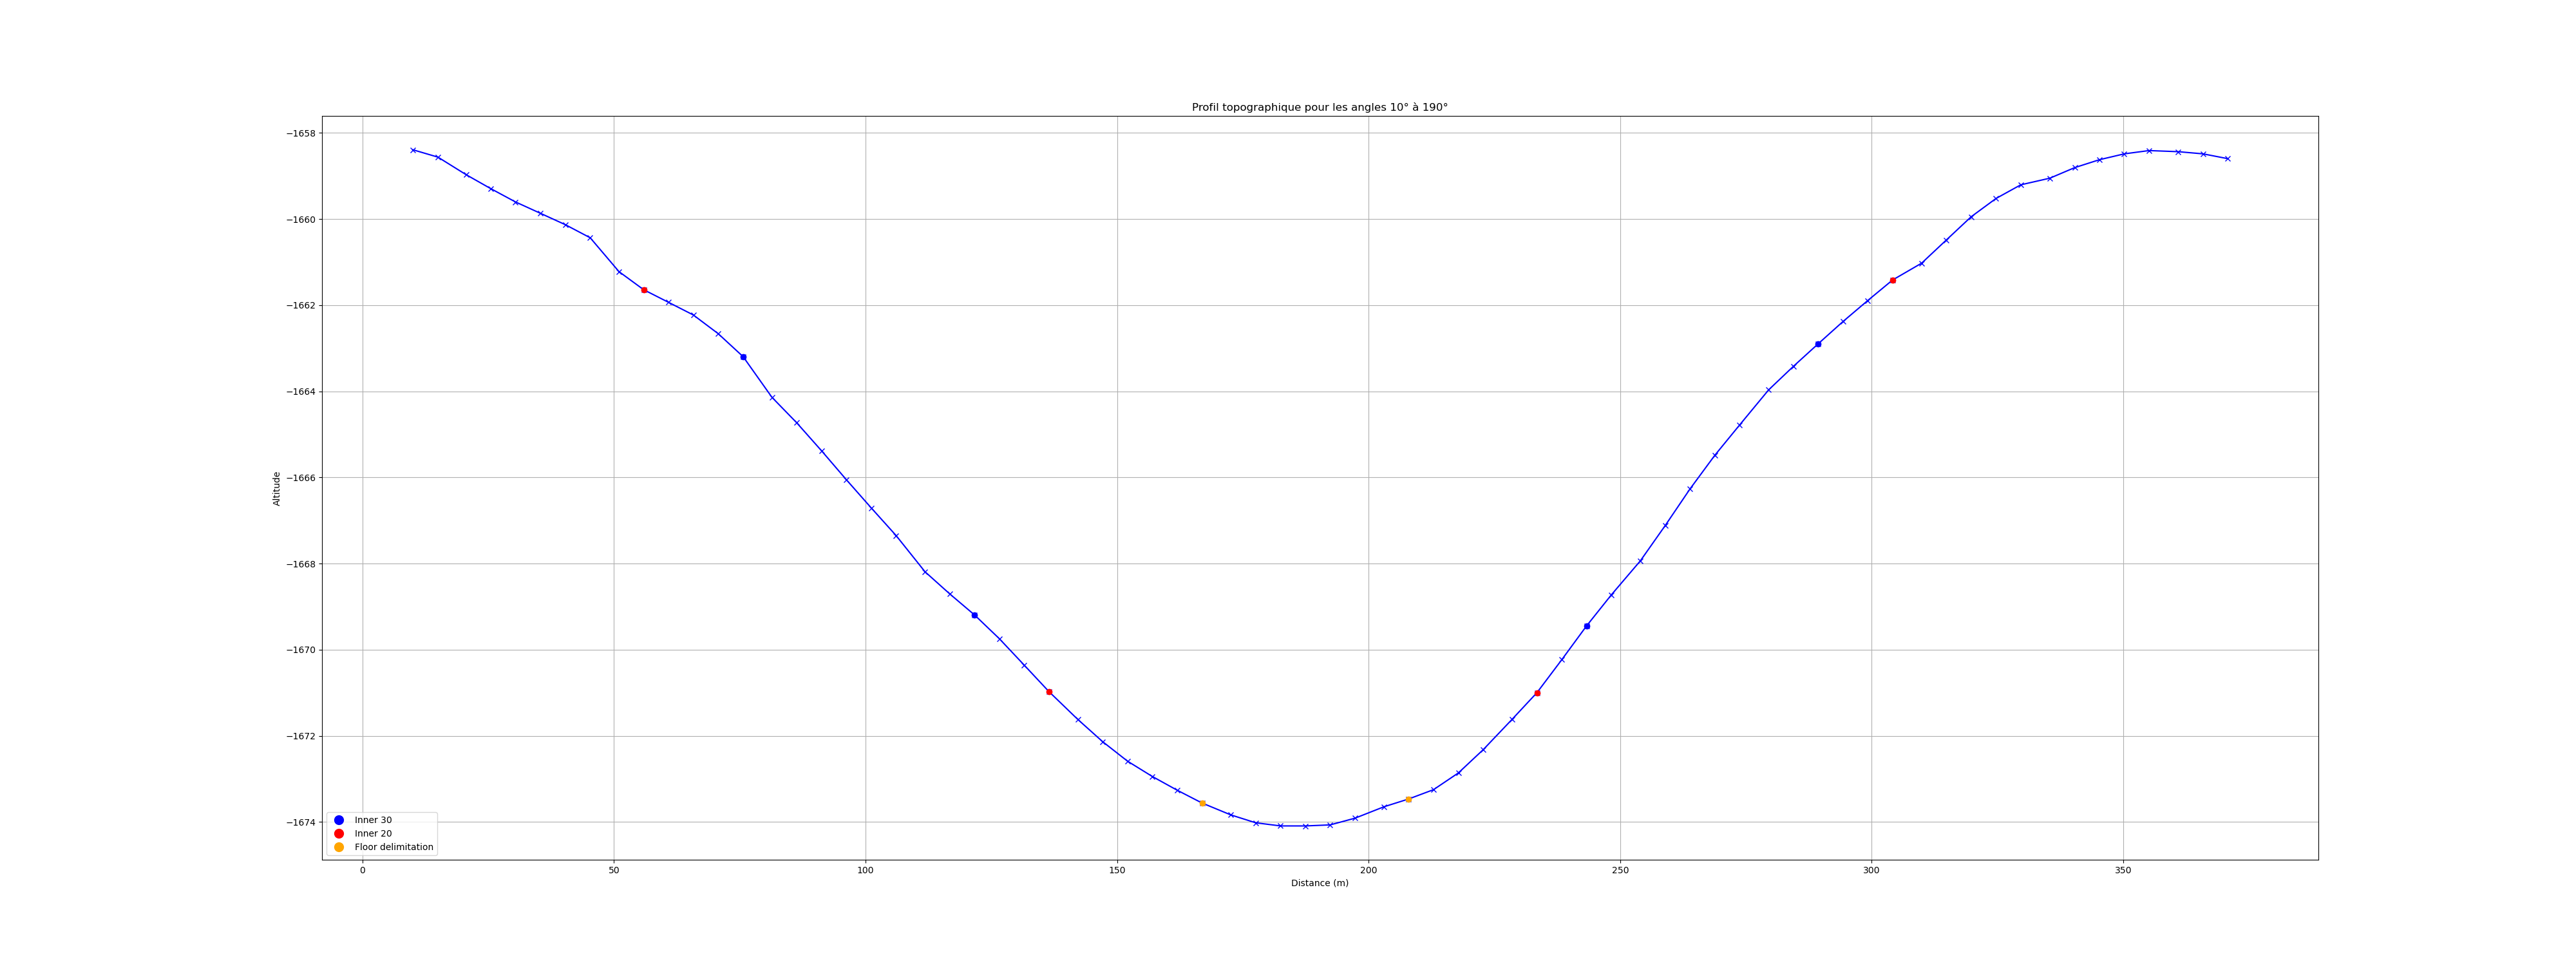 Profil topographique pour les angles 10° à 190°
−1658
−1660
−1662
−1664
−1666
−1668
−1670
−1672
−1674
Altitude
Inner 30
Inner 20
Floor delimitation
0 50 100 150 200 250 300 350
Distance (m)